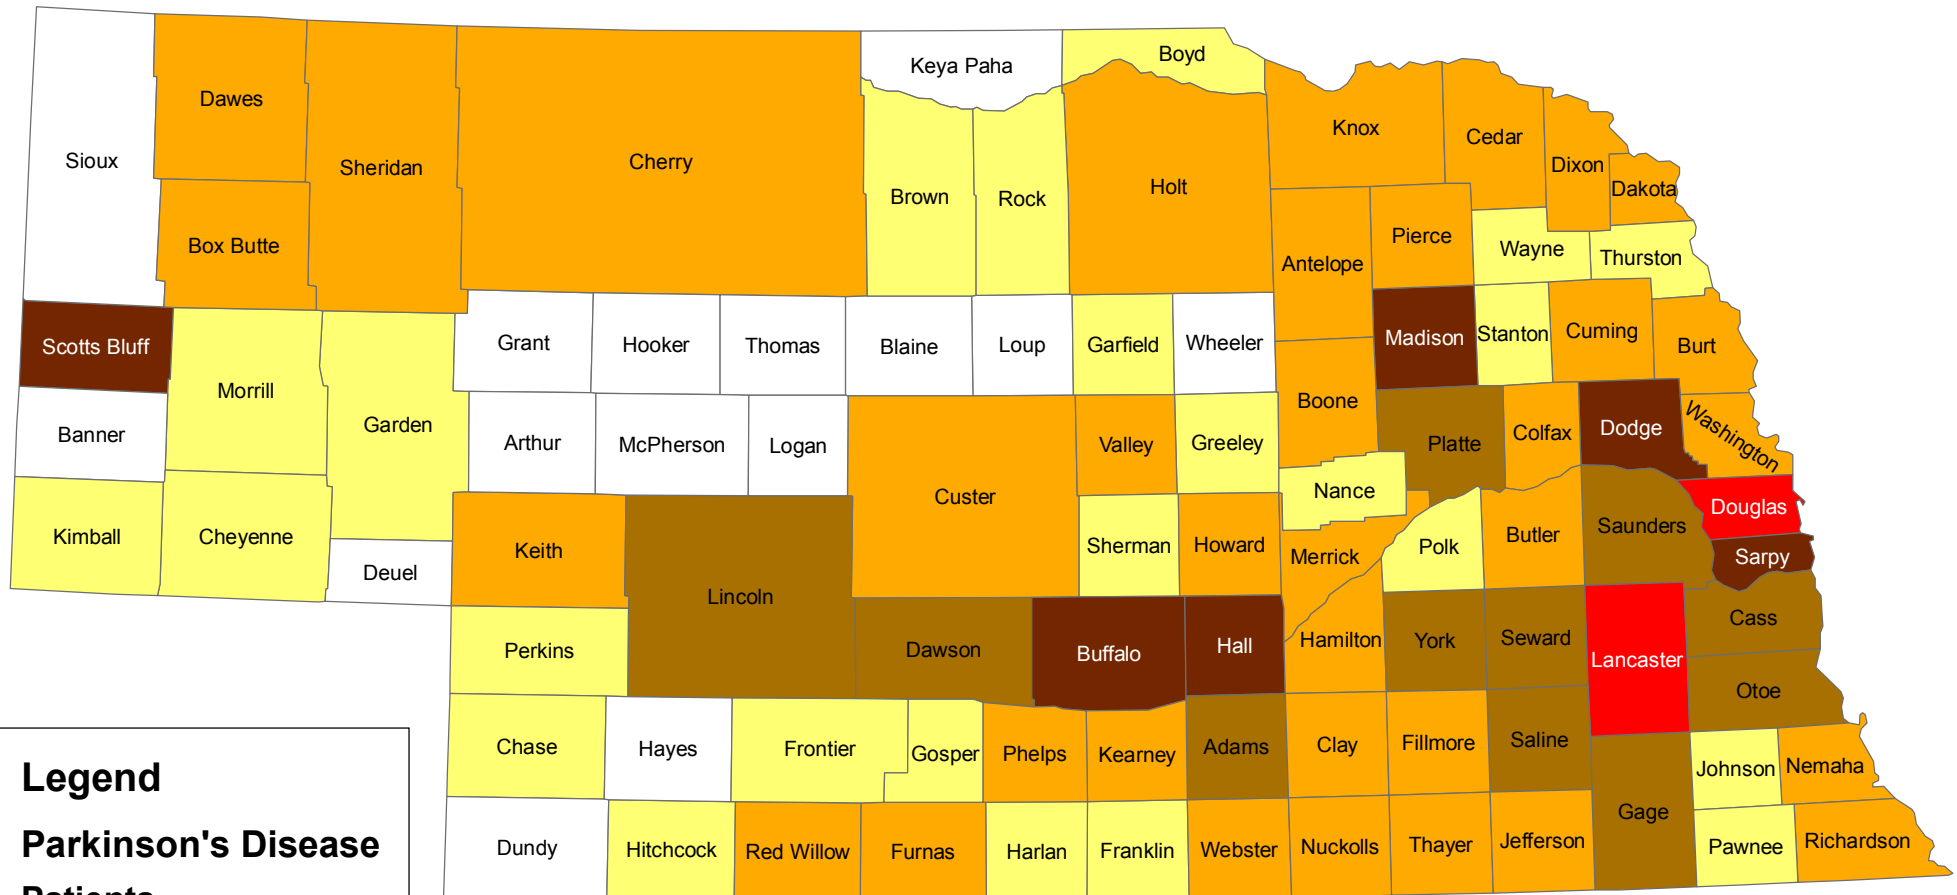 Keya Paha
Boyd
Dawes
Sioux
Sheridan
Cherry
Brown
Rock
Holt
Knox
Cedar
Dixon
Dakota
Box Butte
Antelope
Pierce
Wayne
Thurston
Scotts Bluff
Grant
Hooker
Thomas
Blaine
Loup
Garfield
Wheeler
Madison
Stanton
Cuming
Burt
Morrill
Garden
Banner
Arthur
McPherson
Logan
Custer
Valley
Greeley
Boone
Platte
Colfax
Dodge
Washington
Nance
Kimball
Cheyenne
Deuel
Keith
Lincoln
Sherman
Howard
Merrick
Polk
Butler
Saunders
Douglas
Sarpy
Perkins
Dawson
Buffalo
Hall
Hamilton
York
Seward
Lancaster
Cass
Otoe
Chase
Hayes
Frontier
Gosper
Phelps
Kearney
Adams
Clay
Fillmore
Saline
Gage
Johnson
Nemaha
Dundy
Hitchcock
Red Willow
Furnas
Harlan
Franklin
Webster
Nuckolls
Thayer
Jefferson
Pawnee
Richardson
Legend
Parkinson's Disease
Patients